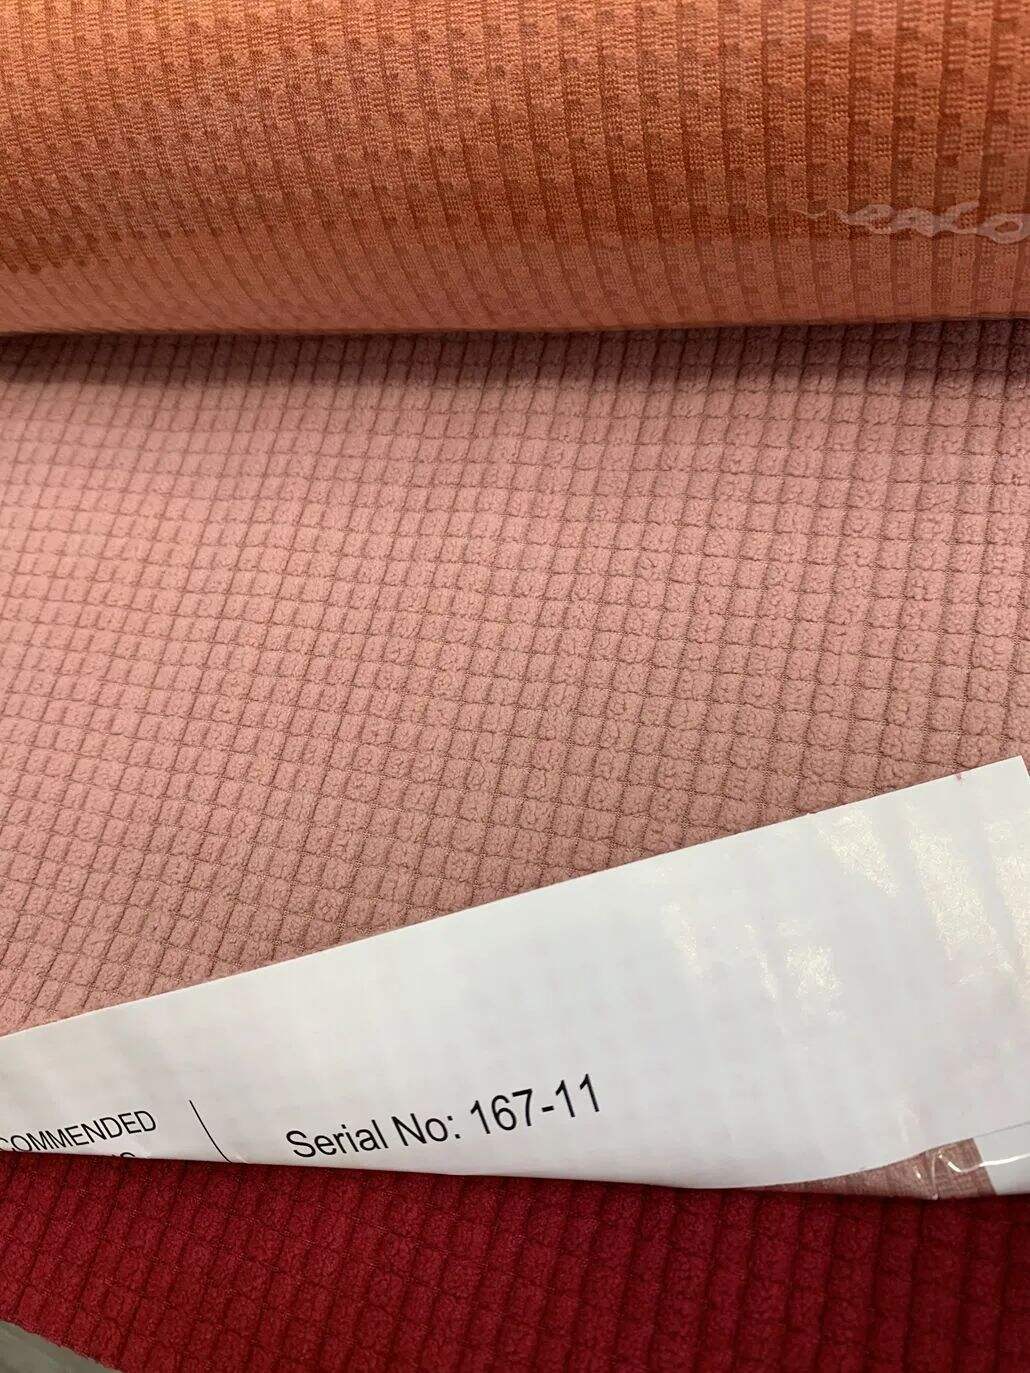 COMMENDED
Serial No: 167-11